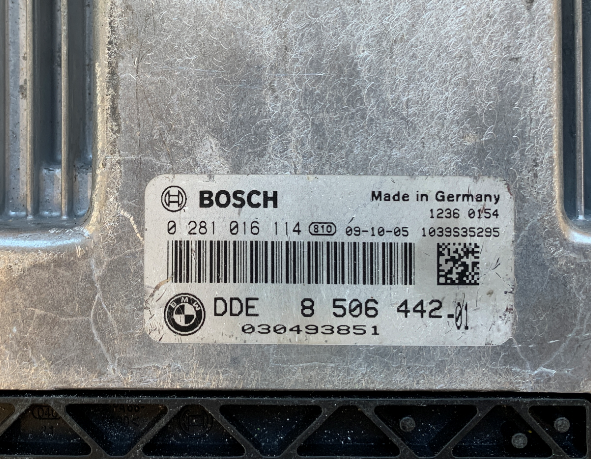 BOSCH Made in Germany
1236 0154
0 281 016 114 810 09-10-05 1039S35295
BMW DDE 8 506 442-01
030493851